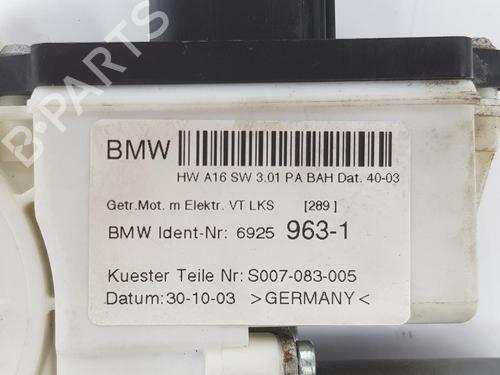 BMW
HW A16 SW 3.01 PA BAH Dat. 40-03
Getr.Mot. m Elektr. VT LKS [289 ]
BMW Ident-Nr: 6925 963-1
Kuester Teile Nr: S007-083-005
Datum:30-10-03 >GERMANY<
B-PARTS